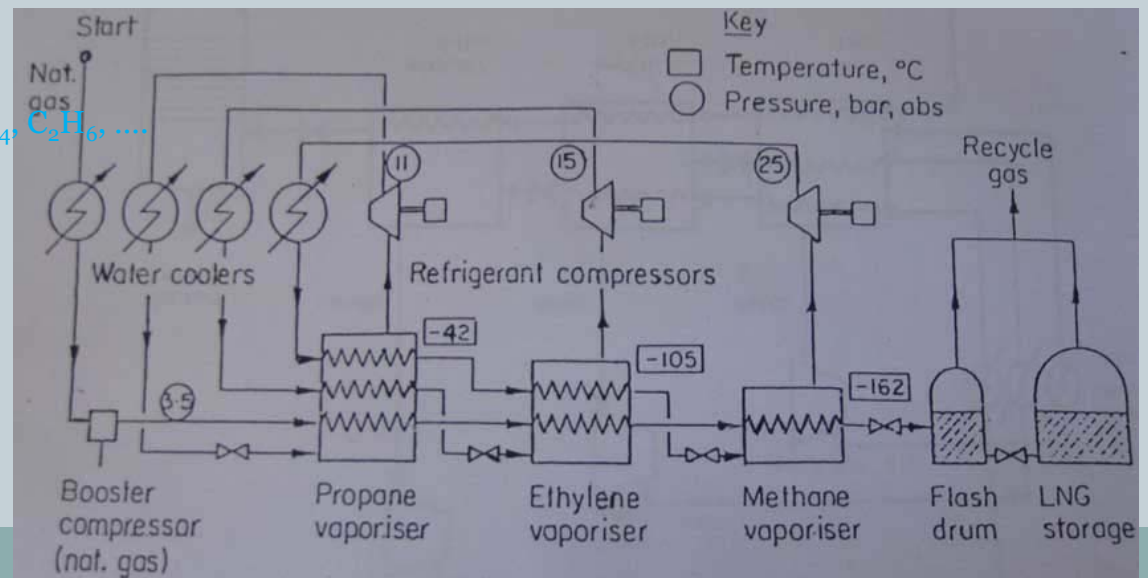 Start
Nat.
gas
4, C₂H₆, ....
Key
Temperature, °C
Pressure, bar, abs
Recycle
gas
11
15
25
Water coolers
Refrigerant compressors
-42
-105
-162
3·5
Booster
compressor
(nat. gas)
Propane
vaporiser
Ethylene
vaporiser
Methane
vaporiser
Flash
drum
LNG
storage